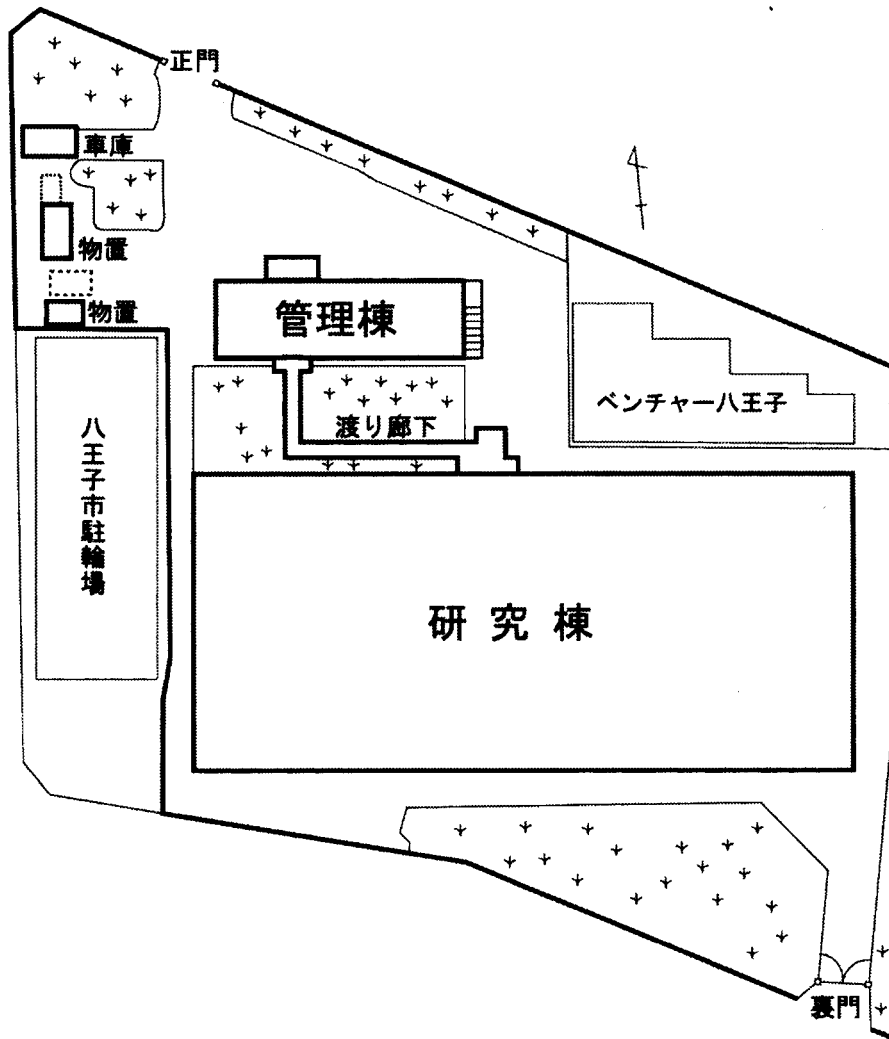 正門
車庫
物置
物置
管理棟
渡り廊下
ベンチャー八王子
八王子市駐輪場
研究棟
裏門